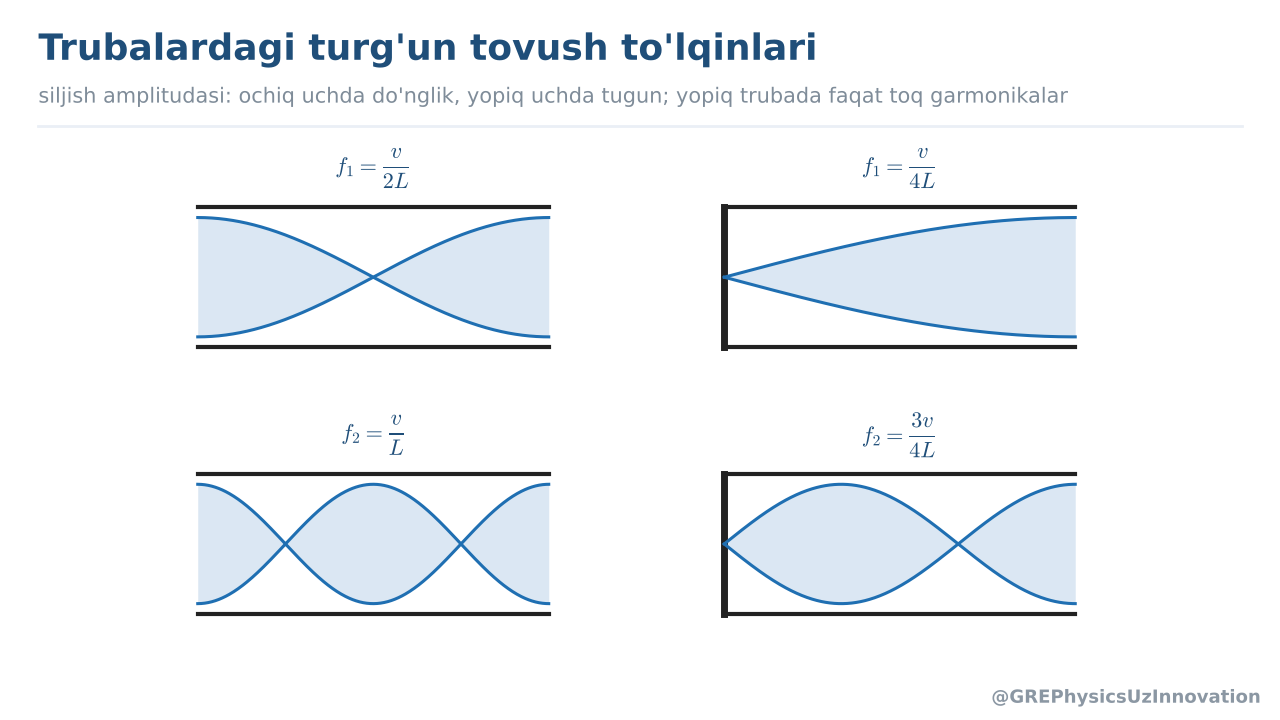 Trubalardagi turg'un tovush to'lqinlari
siljish amplitudasi: ochiq uchda do'nglik, yopiq uchda tugun; yopiq trubada faqat toq garmonikalar
f₁ = v/2L
f₁ = v/4L
f₂ = v/L
f₂ = 3v/4L
@GREPhysicsUzInnovation